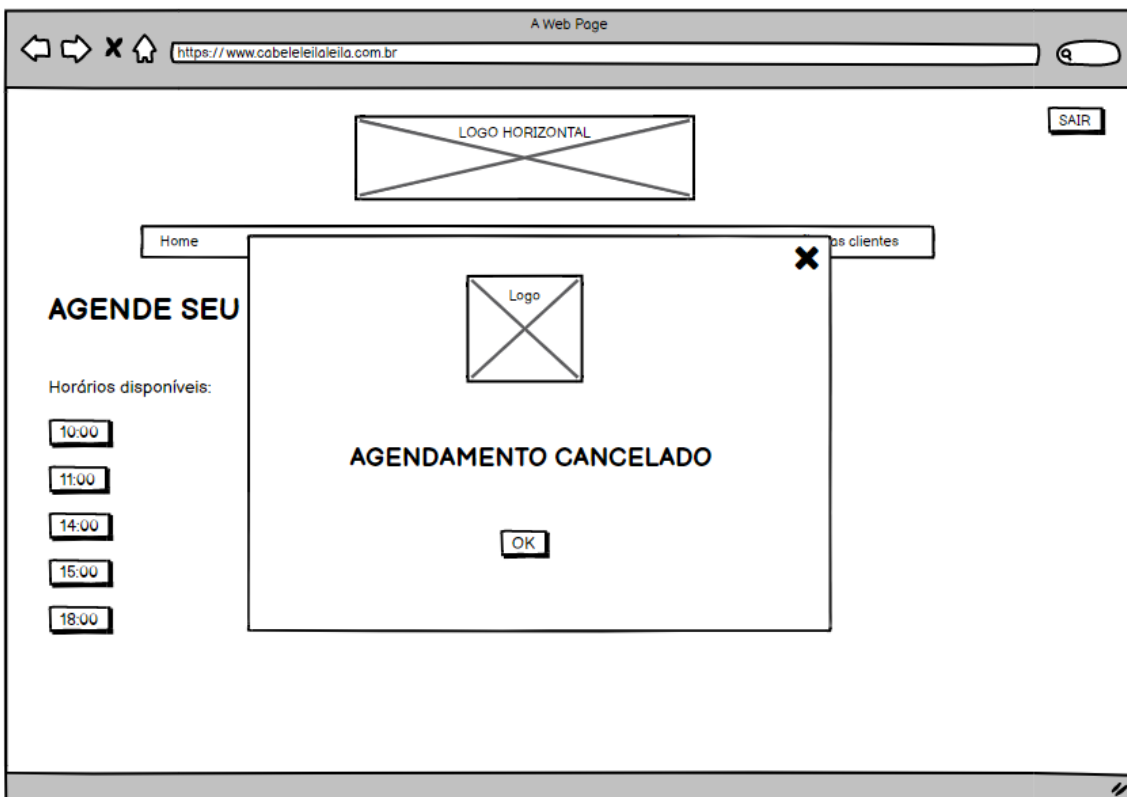 A Web Page
https://www.cabeleleilaleila.com.br
SAIR
LOGO HORIZONTAL
Home
as clientes
AGENDE SEU
Logo
Horários disponíveis:
10:00
11:00
14:00
15:00
18:00
AGENDAMENTO CANCELADO
OK